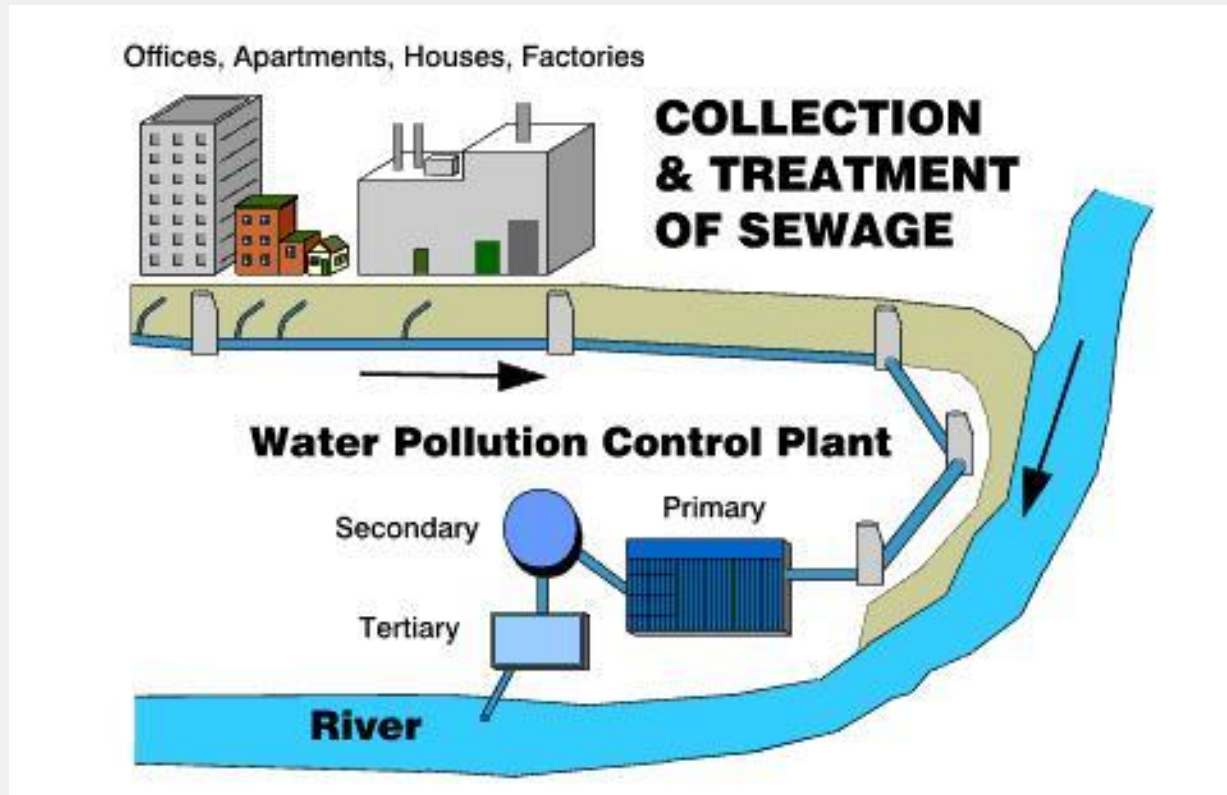 Offices, Apartments, Houses, Factories
COLLECTION
& TREATMENT
OF SEWAGE
Water Pollution Control Plant
Primary
Secondary
Tertiary
River